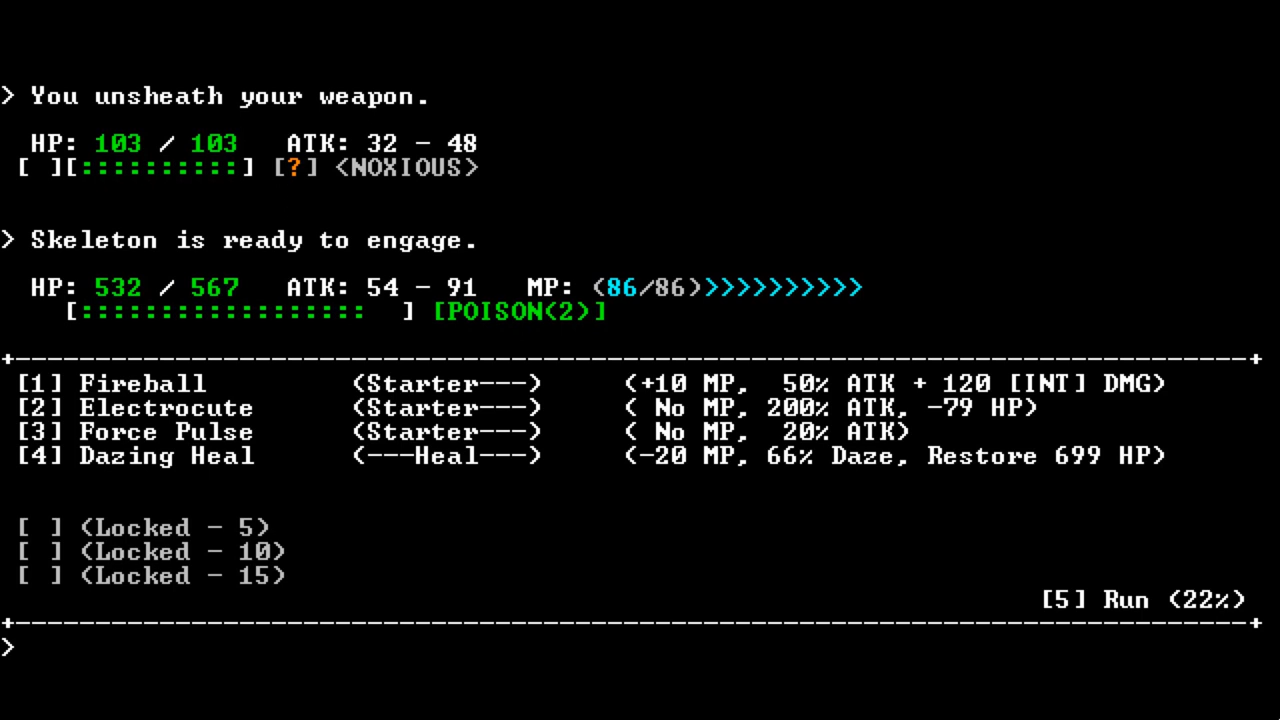 > You unsheath your weapon.
HP: 103 / 103   ATK: 32 - 48
[ ][::::::::::] [?] <NOXIOUS>
> Skeleton is ready to engage.
HP: 532 / 567   ATK: 54 - 91   MP: (86/86)>>>>>>>>>>
[::::::::::::::::::  ] [POISON(2)]
+------------------------------------------------------------------------------+
[1] Fireball         (Starter---)     (+10 MP,  50% ATK + 120 [INT] DMG)
[2] Electrocute      (Starter---)     ( No MP, 200% ATK, -79 HP)
[3] Force Pulse      (Starter---)     ( No MP,  20% ATK)
[4] Dazing Heal      (---Heal---)     (-20 MP, 66% Daze, Restore 699 HP)
[ ] (Locked - 5)
[ ] (Locked - 10)
[ ] (Locked - 15)
[5] Run (22%)
+------------------------------------------------------------------------------+
>